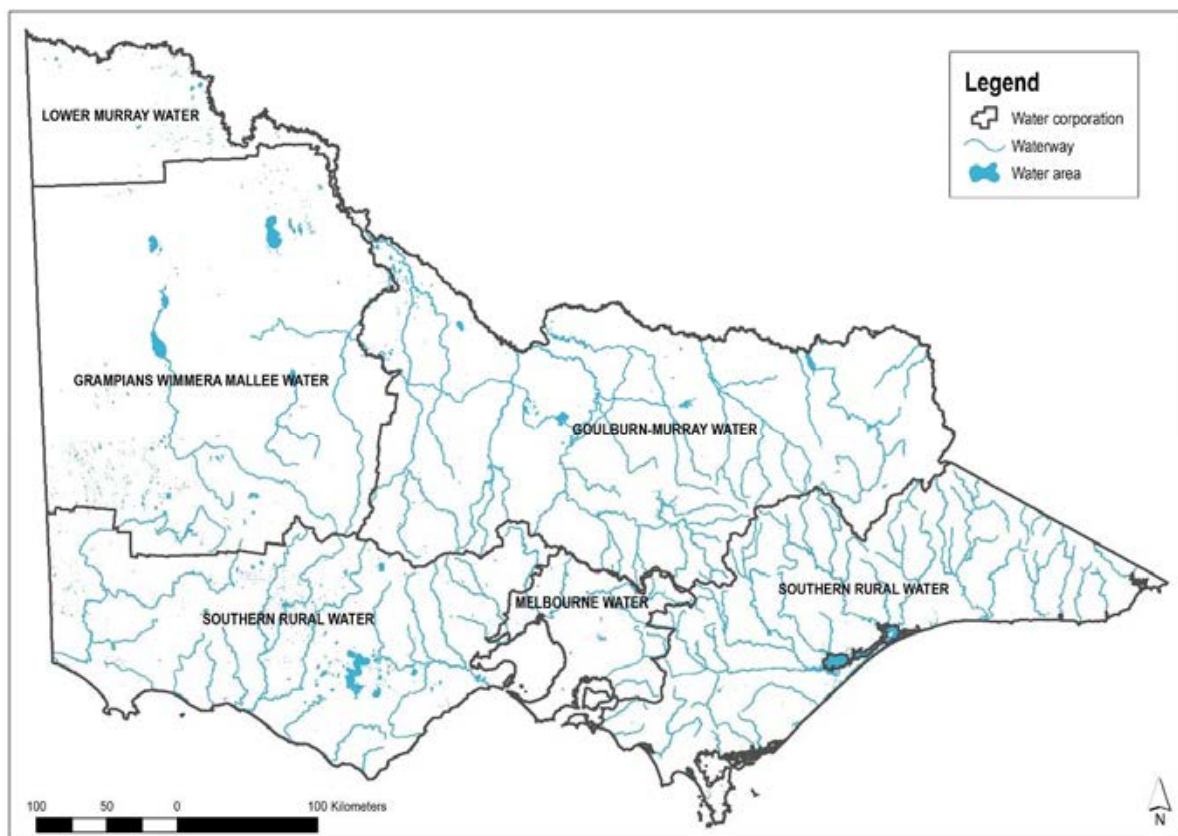 LOWER MURRAY WATER
Legend
Water corporation
Waterway
Water area
GRAMPIANS WIMMERA MALLEE WATER
GOULBURN-MURRAY WATER
SOUTHERN RURAL WATER
MELBOURNE WATER
SOUTHERN RURAL WATER
100 50 0 100 Kilometers
N